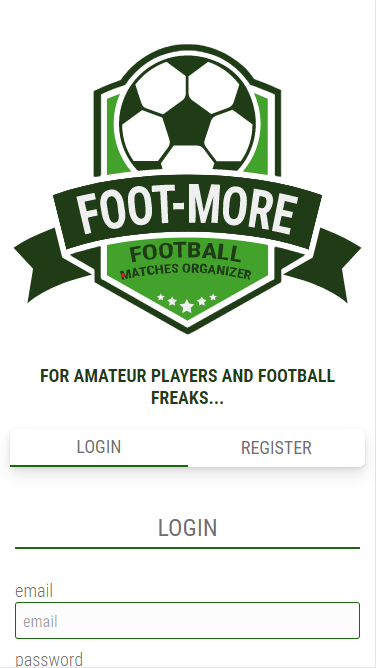 FOOT-MORE
FOOTBALL
MATCHES ORGANIZER
FOR AMATEUR PLAYERS AND FOOTBALL
FREAKS...
LOGIN REGISTER
LOGIN
email
email
password